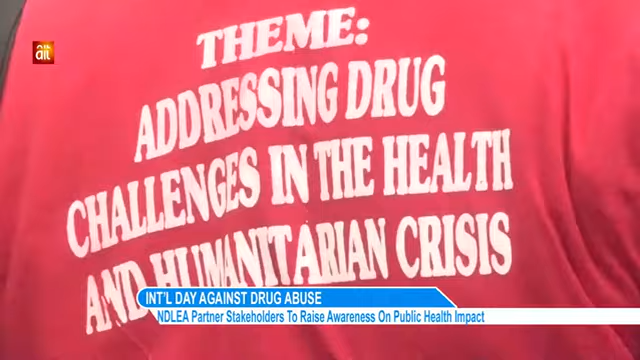 ait
THEME:
ADDRESSING DRUG
CHALLENGES IN THE HEALTH
AND HUMANITARIAN CRISIS
INT'L DAY AGAINST DRUG ABUSE
NDLEA Partner Stakeholders To Raise Awareness On Public Health Impact